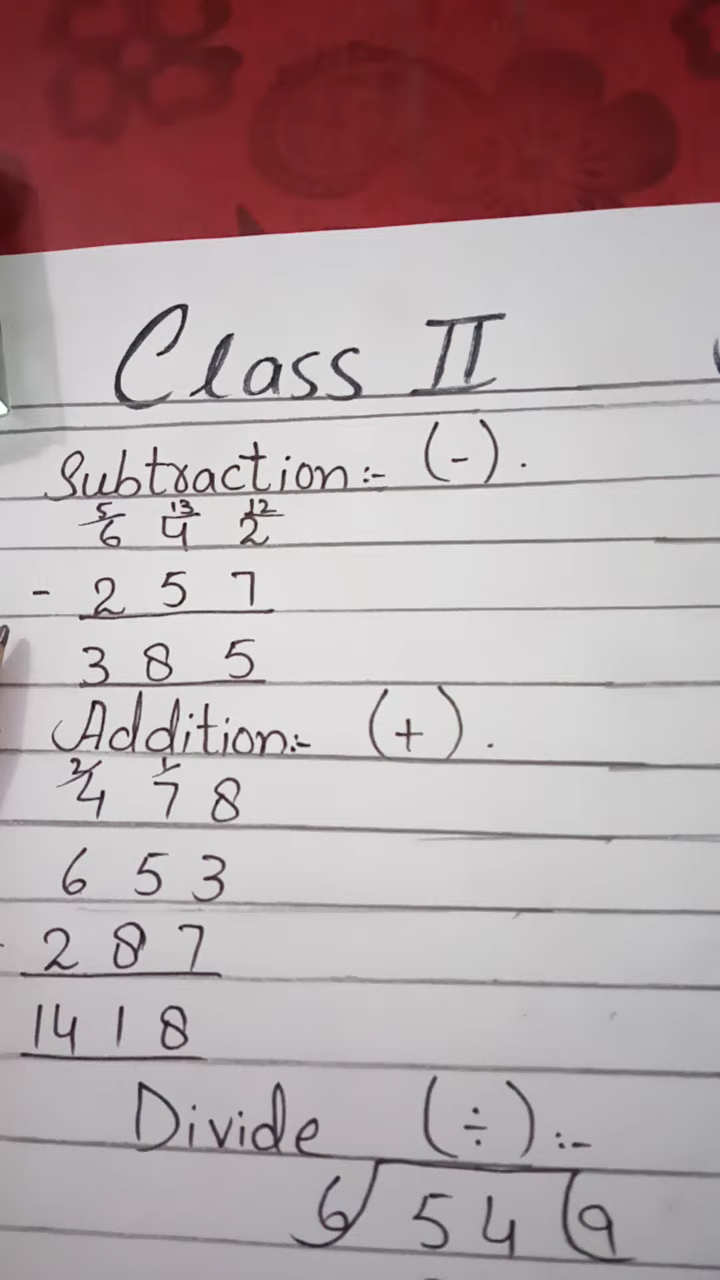 Class II
Subtraction:- (-).
5 13 12
6 4 2
- 2 5 7
3 8 5
Addition:- (+).
2 1
4 7 8
6 5 3
2 8 7
14 1 8
Divide (÷):-
6 ) 5 4 ( 9